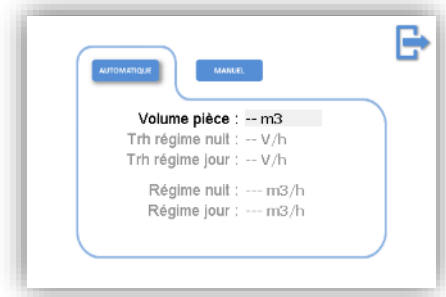 AUTOMATIQUE MANUEL
Volume pièce : -- m3
Trh régime nuit : -- V/h
Trh régime jour : -- V/h
Régime nuit : --- m3/h
Régime jour : --- m3/h